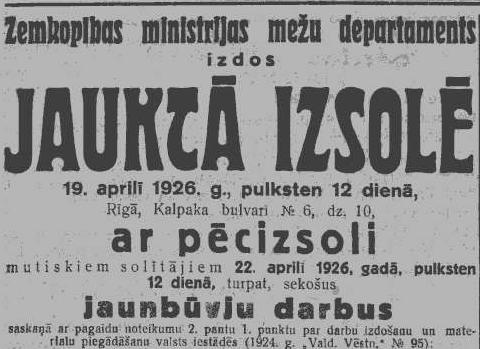 Zemkopības ministrijas mežu departaments
izdos
JAUKTĀ IZSOLĒ
19. aprilī 1926. g., pulksten 12 dienā,
Rīgā, Kalpaka bulvarī № 6, dz. 10,
ar pēcizsoli
mutiskiem solītājiem 22. aprilī 1926, gadā, pulksten
12 dienā, turpat, sekošus
jaunbūvju darbus
saskaņā ar pagaidu noteikumu 2. pantu 1. punktu par darbu izdošanu un mate-
rialu piegādāšanu valsts iestādēs (1924. g. „Vald. Vēstn.“ № 95):